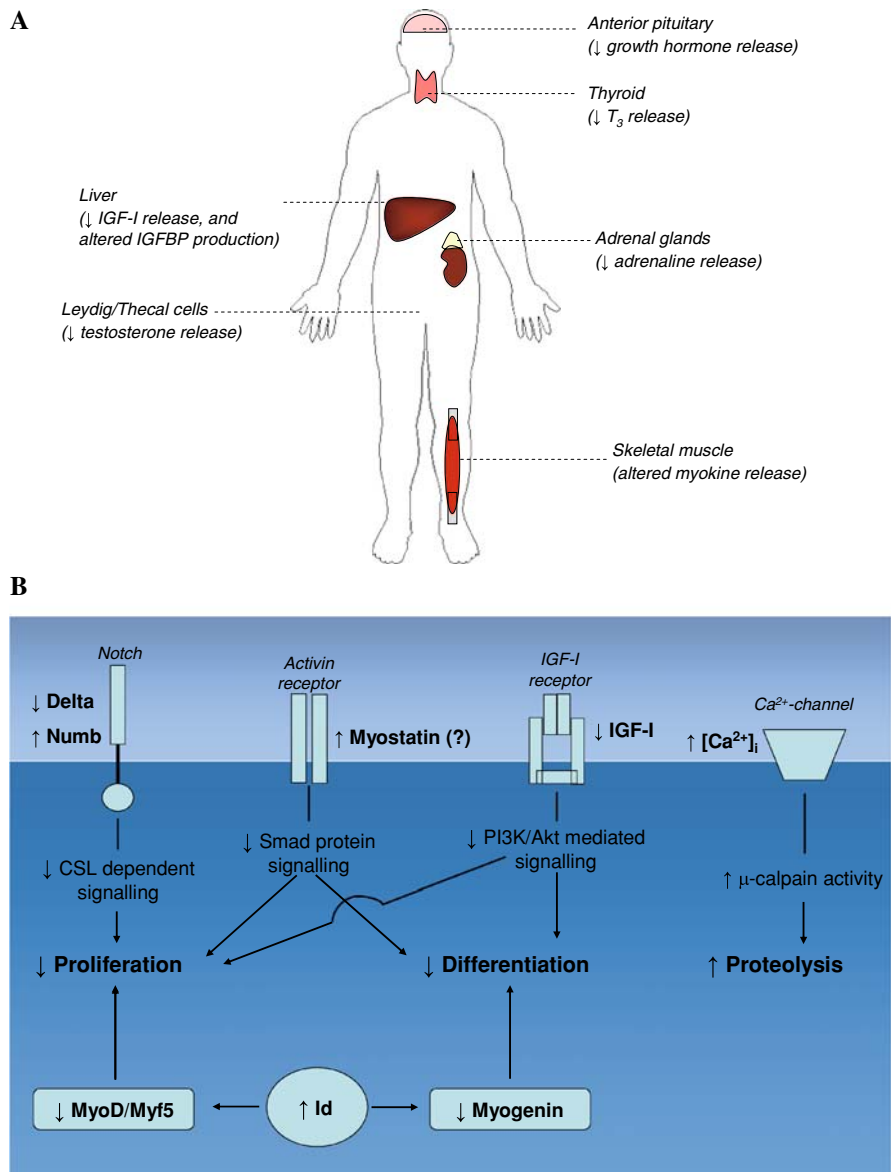 A
Anterior pituitary
(↓ growth hormone release)
Thyroid
(↓ T3 release)
Liver
(↓ IGF-I release, and
altered IGFBP production)
Adrenal glands
(↓ adrenaline release)
Leydig/Thecal cells
(↓ testosterone release)
Skeletal muscle
(altered myokine release)
B
Notch
↓ Delta
↑ Numb
Activin
receptor
↑ Myostatin (?)
IGF-I
receptor
↓ IGF-I
Ca²⁺-channel
↑ [Ca²⁺]i
↓ CSL dependent
signalling
↓ Smad protein
signalling
↓ PI3K/Akt mediated
signalling
↑ μ-calpain activity
↓ Proliferation
↓ Differentiation
↑ Proteolysis
↓ MyoD/Myf5
↑ Id
↓ Myogenin